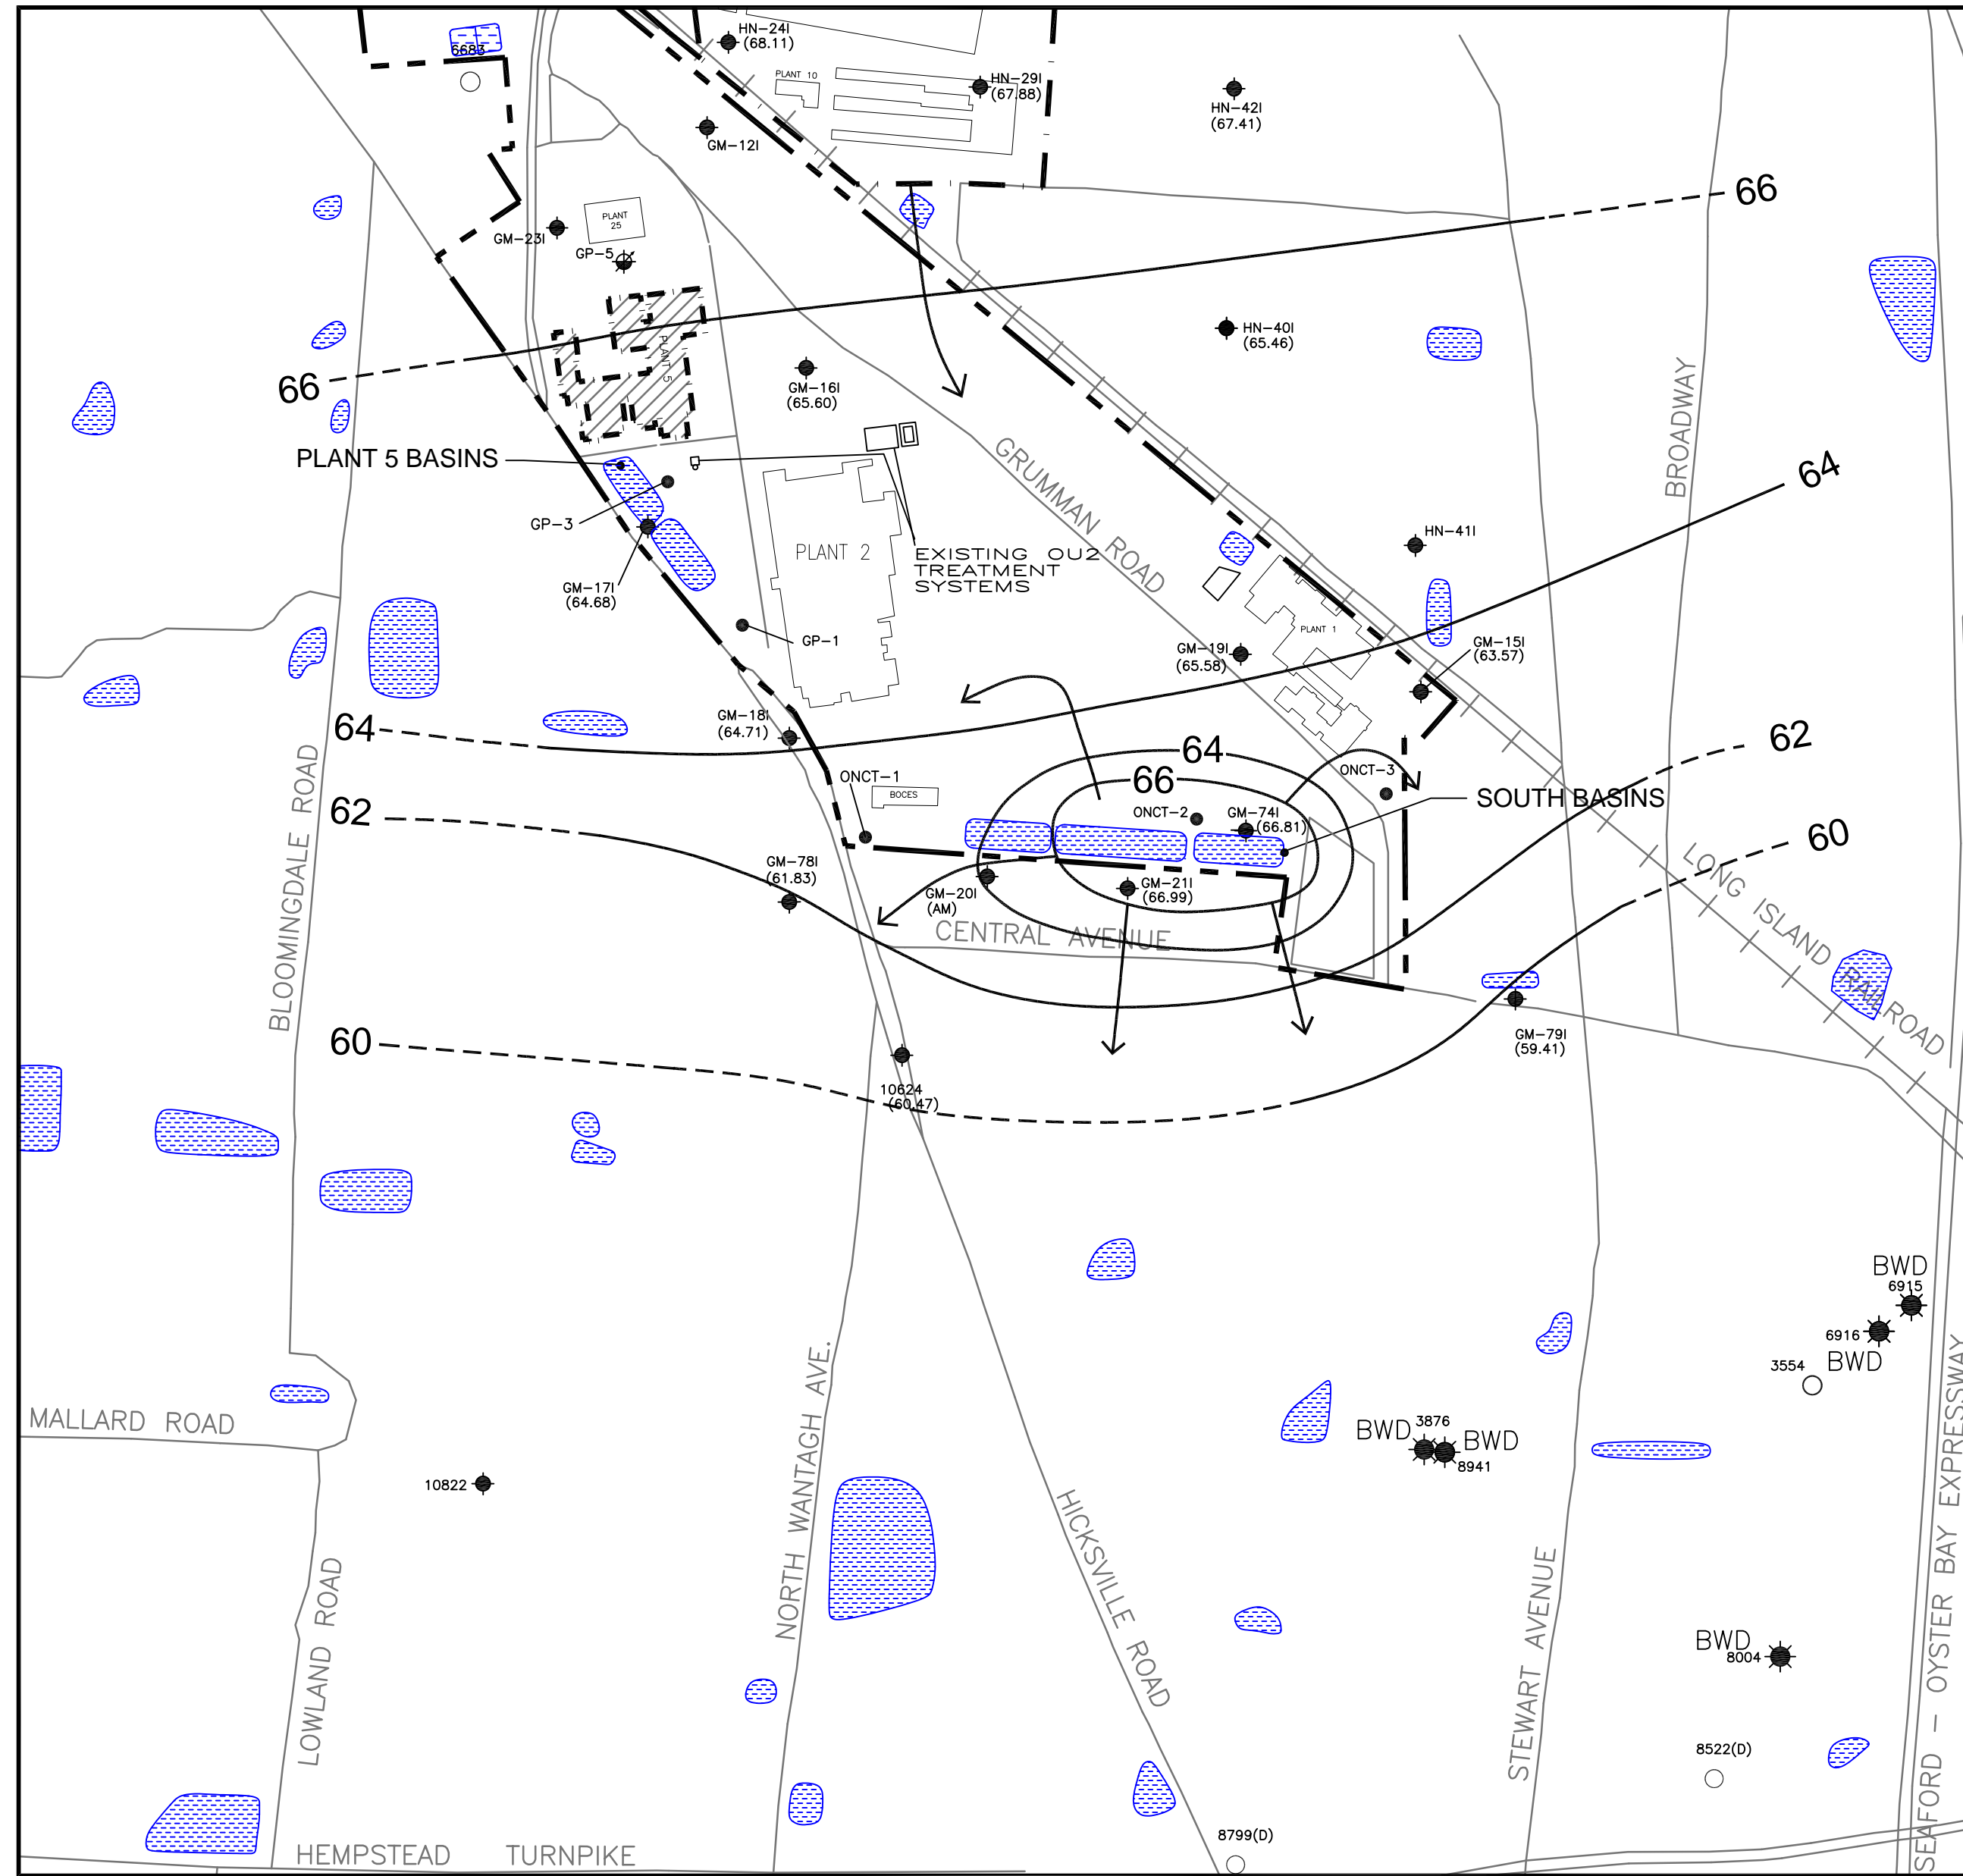 HN-24I
(68.11)
6683
PLANT 10
HN-29I
(67.88)
HN-42I
(67.41)
GM-12I
66
PLANT
25
GM-23I
GP-5
HN-40I
(65.46)
PLANT 5
66
GM-16I
(65.60)
BROADWAY
64
PLANT 5 BASINS
GRUMMAN ROAD
GP-3
HN-41I
PLANT 2
EXISTING OU2
TREATMENT
SYSTEMS
GM-17I
(64.68)
GP-1
PLANT 1
GM-19I
(65.58)
GM-15I
(63.57)
GM-18I
(64.71)
64
62
64
66
ONCT-1
BOCES
ONCT-3
SOUTH BASINS
BLOOMINGDALE ROAD
62
ONCT-2
GM-74I
(66.81)
60
GM-78I
(61.83)
GM-20I
(AM)
GM-21I
(66.99)
LONG ISLAND RAILROAD
CENTRAL AVENUE
60
GM-79I
(59.41)
10624
(60.47)
BWD
6915
6916
BWD
3554
MALLARD ROAD
NORTH WANTAGH AVE.
BWD
3876
BWD
8941
10822
HICKSVILLE ROAD
LOWLAND ROAD
STEWART AVENUE
BWD
8004
SEAFORD - OYSTER BAY EXPRESSWAY
8522(D)
8799(D)
HEMPSTEAD TURNPIKE